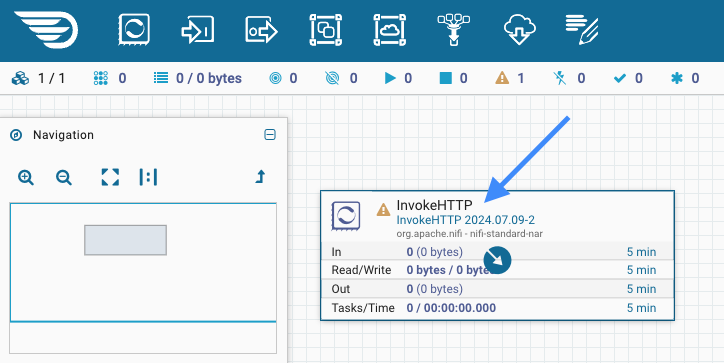 1 / 1 0 0 / 0 bytes 0 0 0 0 1 0 0 0
Navigation
InvokeHTTP
InvokeHTTP 2024.07.09-2
org.apache.nifi - nifi-standard-nar
In 0 (0 bytes) 5 min
Read/Write 0 bytes / 0 byte 5 min
Out 0 (0 bytes) 5 min
Tasks/Time 0 / 00:00:00.000 5 min